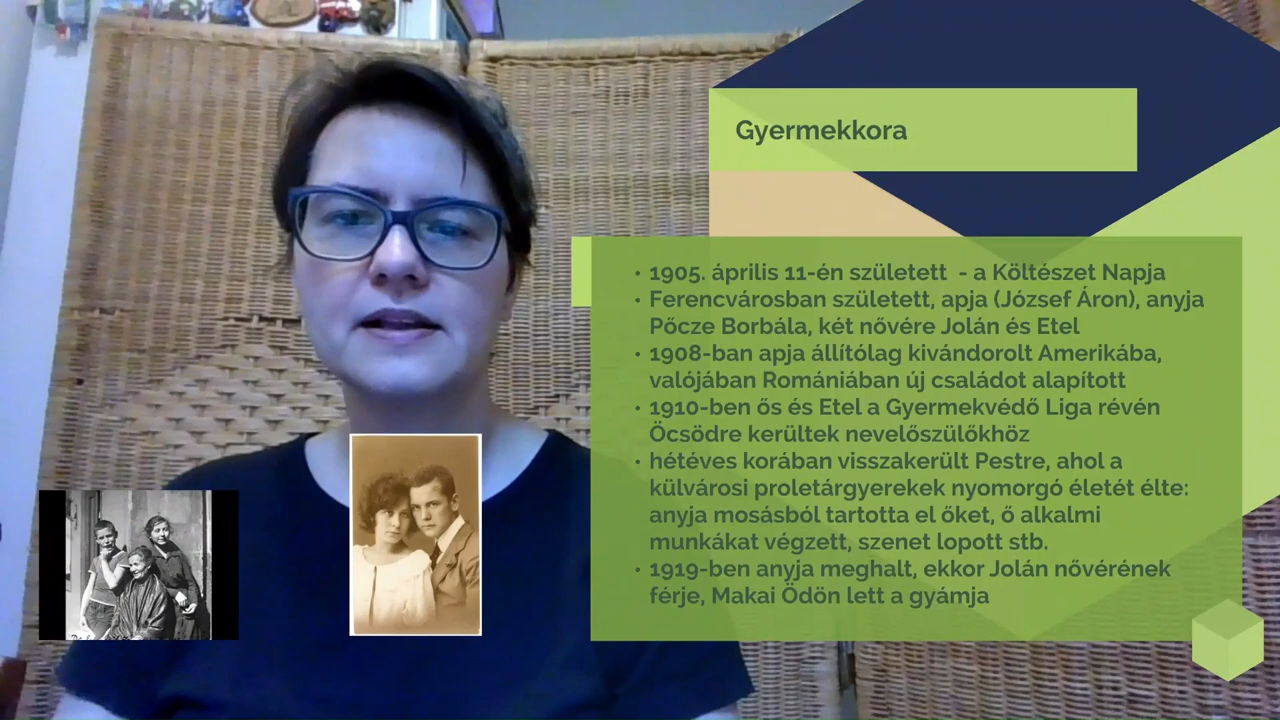 Gyermekkora
• 1905. április 11-én született - a Költészet Napja
• Ferencvárosban született, apja (József Áron), anyja
Pőcze Borbála, két nővére Jolán és Etel
• 1908-ban apja állítólag kivándorolt Amerikába,
valójában Romániában új családot alapított
• 1910-ben ős és Etel a Gyermekvédő Liga révén
Öcsödre kerültek nevelőszülőkhöz
• hétéves korában visszakerült Pestre, ahol a
külvárosi proletárgyerekek nyomorgó életét élte:
anyja mosásból tartotta el őket, ő alkalmi
munkákat végzett, szenet lopott stb.
• 1919-ben anyja meghalt, ekkor Jolán nővérének
férje, Makai Ödön lett a gyámja